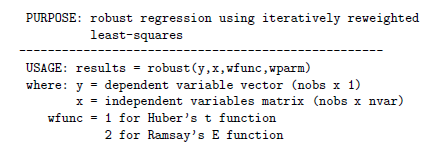 PURPOSE: robust regression using iteratively reweighted
least-squares
---------------------------------------------------
USAGE: results = robust(y,x,wfunc,wparm)
where: y = dependent variable vector (nobs x 1)
x = independent variables matrix (nobs x nvar)
wfunc = 1 for Huber's t function
2 for Ramsay's E function